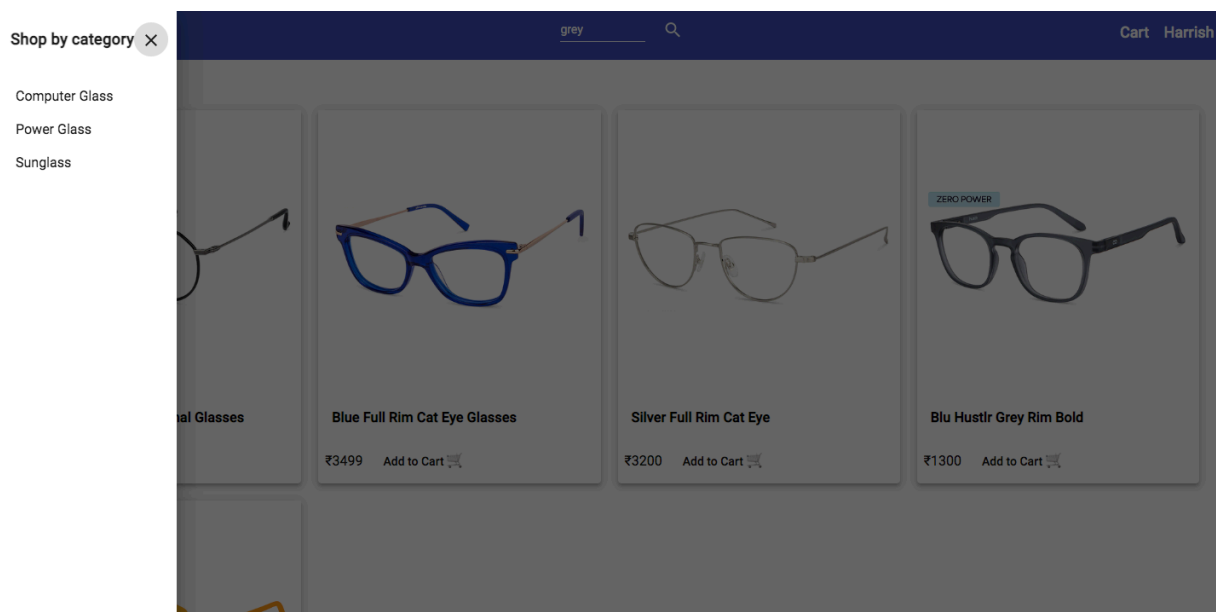 Shop by category
grey
Cart Harrish
Computer Glass
Power Glass
Sunglass
ZERO POWER
Glasses
Blue Full Rim Cat Eye Glasses
Silver Full Rim Cat Eye
Blu Hustlr Grey Rim Bold
₹3499 Add to Cart
₹3200 Add to Cart
₹1300 Add to Cart